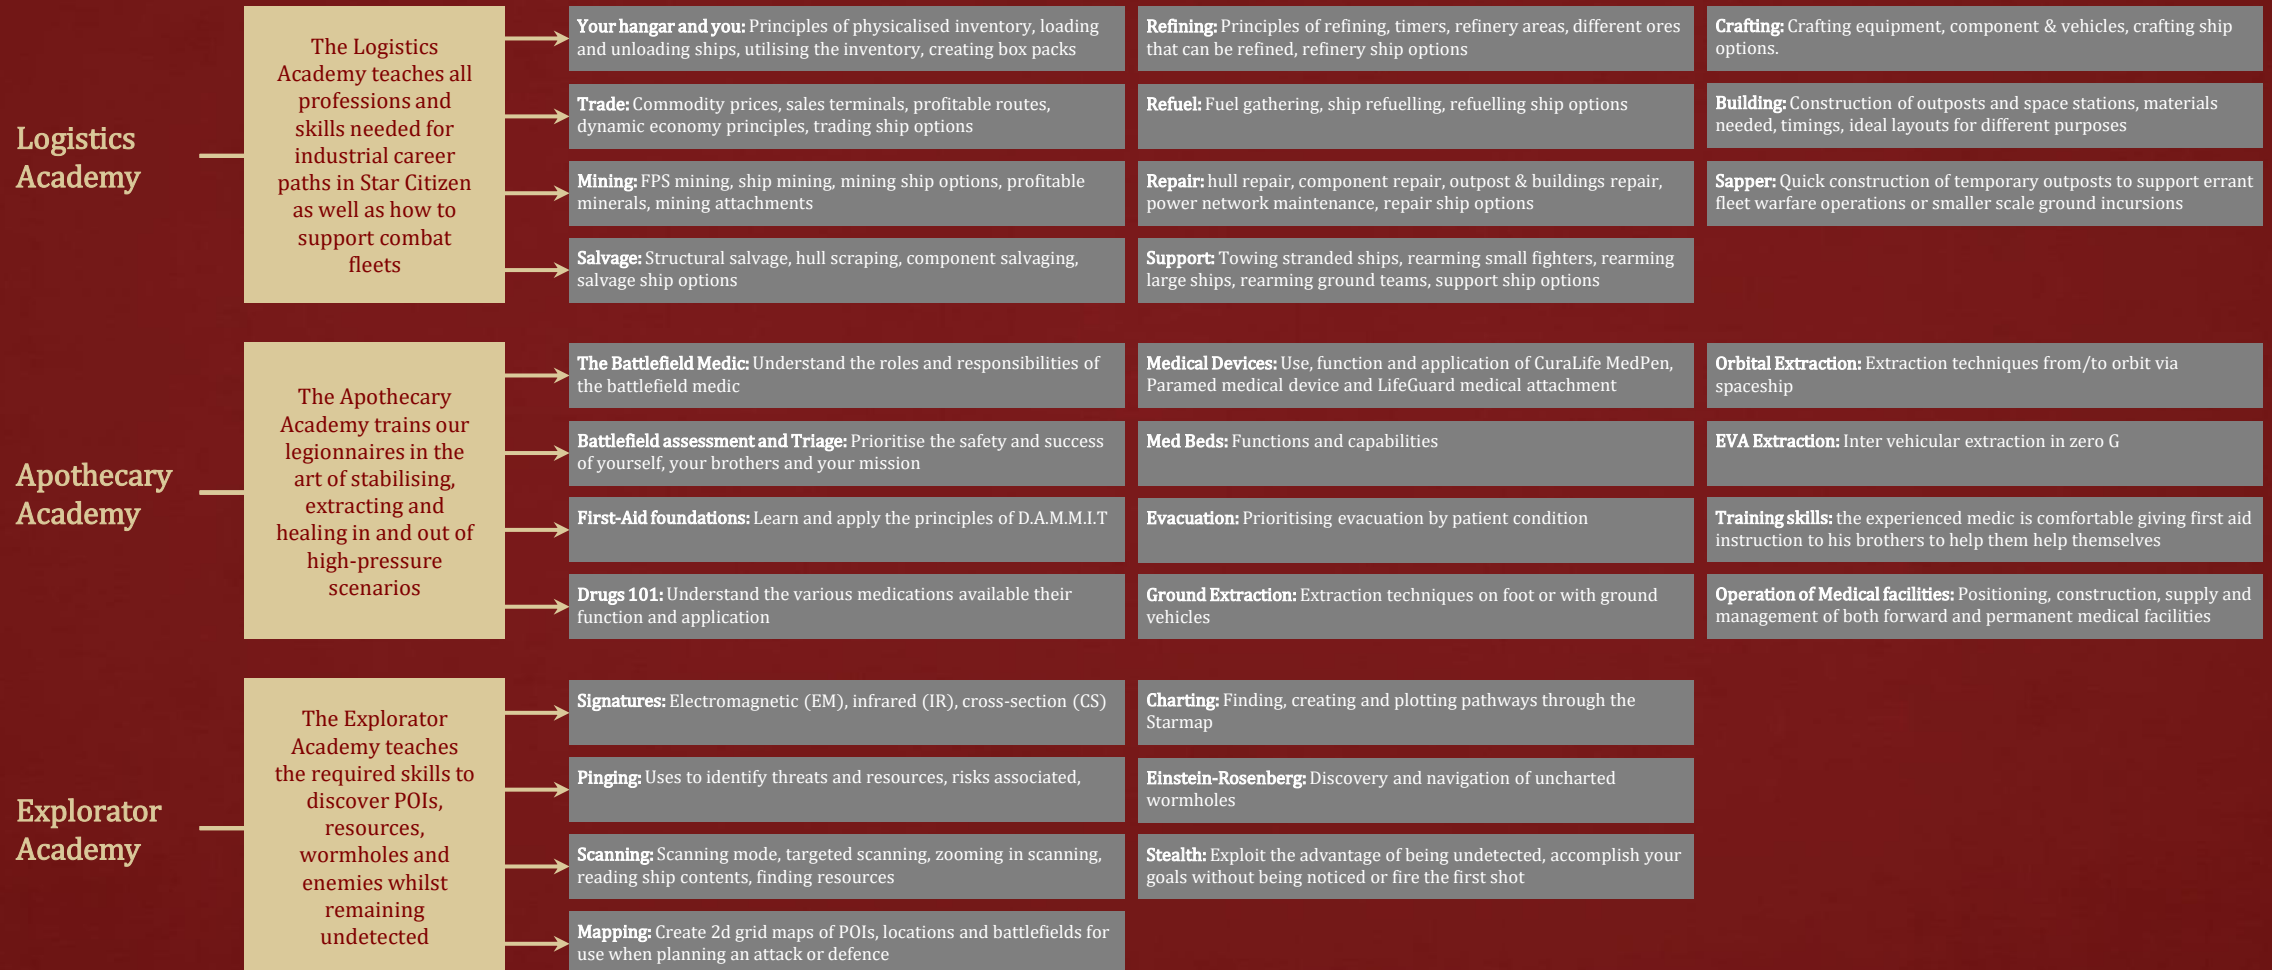 Logistics
Academy
The Logistics
Academy teaches all
professions and
skills needed for
industrial career
paths in Star Citizen
as well as how to
support combat
fleets
Your hangar and you: Principles of physicalised inventory, loading
and unloading ships, utilising the inventory, creating box packs
Trade: Commodity prices, sales terminals, profitable routes,
dynamic economy principles, trading ship options
Mining: FPS mining, ship mining, mining ship options, profitable
minerals, mining attachments
Salvage: Structural salvage, hull scraping, component salvaging,
salvage ship options
Refining: Principles of refining, timers, refinery areas, different ores
that can be refined, refinery ship options
Refuel: Fuel gathering, ship refuelling, refuelling ship options
Repair: hull repair, component repair, outpost & buildings repair,
power network maintenance, repair ship options
Support: Towing stranded ships, rearming small fighters, rearming
large ships, rearming ground teams, support ship options
Crafting: Crafting equipment, component & vehicles, crafting ship
options.
Building: Construction of outposts and space stations, materials
needed, timings, ideal layouts for different purposes
Sapper: Quick construction of temporary outposts to support errant
fleet warfare operations or smaller scale ground incursions
Apothecary
Academy
The Apothecary
Academy trains our
legionnaires in the
art of stabilising,
extracting and
healing in and out of
high-pressure
scenarios
The Battlefield Medic: Understand the roles and responsibilities of
the battlefield medic
Battlefield assessment and Triage: Prioritise the safety and success
of yourself, your brothers and your mission
First-Aid foundations: Learn and apply the principles of D.A.M.M.I.T
Drugs 101: Understand the various medications available their
function and application
Medical Devices: Use, function and application of CuraLife MedPen,
Paramed medical device and LifeGuard medical attachment
Med Beds: Functions and capabilities
Evacuation: Prioritising evacuation by patient condition
Ground Extraction: Extraction techniques on foot or with ground
vehicles
Orbital Extraction: Extraction techniques from/to orbit via
spaceship
EVA Extraction: Inter vehicular extraction in zero G
Training skills: the experienced medic is comfortable giving first aid
instruction to his brothers to help them help themselves
Operation of Medical facilities: Positioning, construction, supply and
management of both forward and permanent medical facilities
Explorator
Academy
The Explorator
Academy teaches
the required skills to
discover POIs,
resources,
wormholes and
enemies whilst
remaining
undetected
Signatures: Electromagnetic (EM), infrared (IR), cross-section (CS)
Pinging: Uses to identify threats and resources, risks associated,
Scanning: Scanning mode, targeted scanning, zooming in scanning,
reading ship contents, finding resources
Mapping: Create 2d grid maps of POIs, locations and battlefields for
use when planning an attack or defence
Charting: Finding, creating and plotting pathways through the
Starmap
Einstein-Rosenberg: Discovery and navigation of uncharted
wormholes
Stealth: Exploit the advantage of being undetected, accomplish your
goals without being noticed or fire the first shot